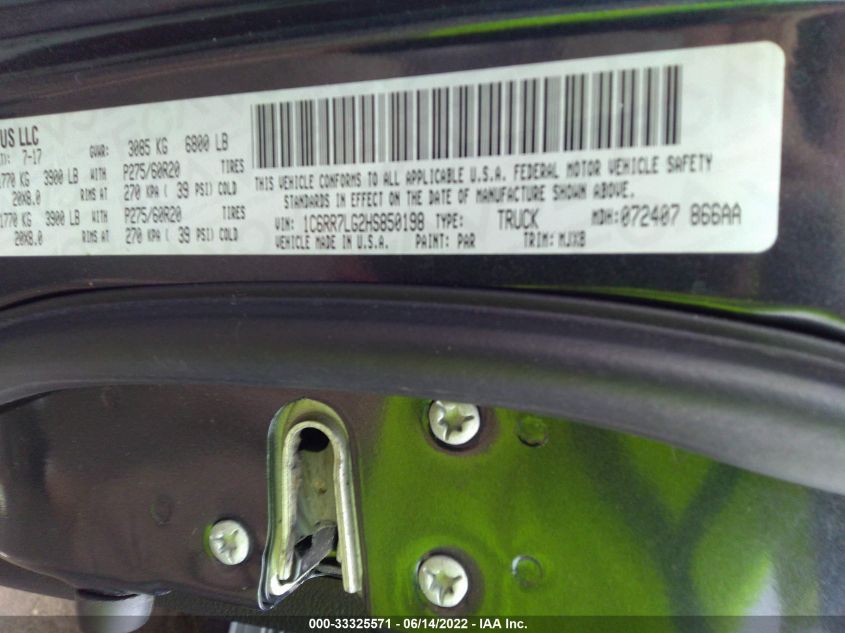 US LLC
7-17 GVWR: 3085 KG 6800 LB
1770 KG 3900 LB WITH P275/60R20 TIRES
20X8.0 RIMS AT 270 KPA ( 39 PSI) COLD
1770 KG 3900 LB WITH P275/60R20 TIRES
20X8.0 RIMS AT 270 KPA ( 39 PSI) COLD
THIS VEHICLE CONFORMS TO ALL APPLICABLE U.S.A. FEDERAL MOTOR VEHICLE SAFETY
STANDARDS IN EFFECT ON THE DATE OF MANUFACTURE SHOWN ABOVE.
VIN: 1C6RR7LG2HS850198 TYPE: TRUCK MDH: 072407 866AA
VEHICLE MADE IN U.S.A. PAINT: PAR TRIM: MJX8
000-33325571 - 06/14/2022 - IAA Inc.